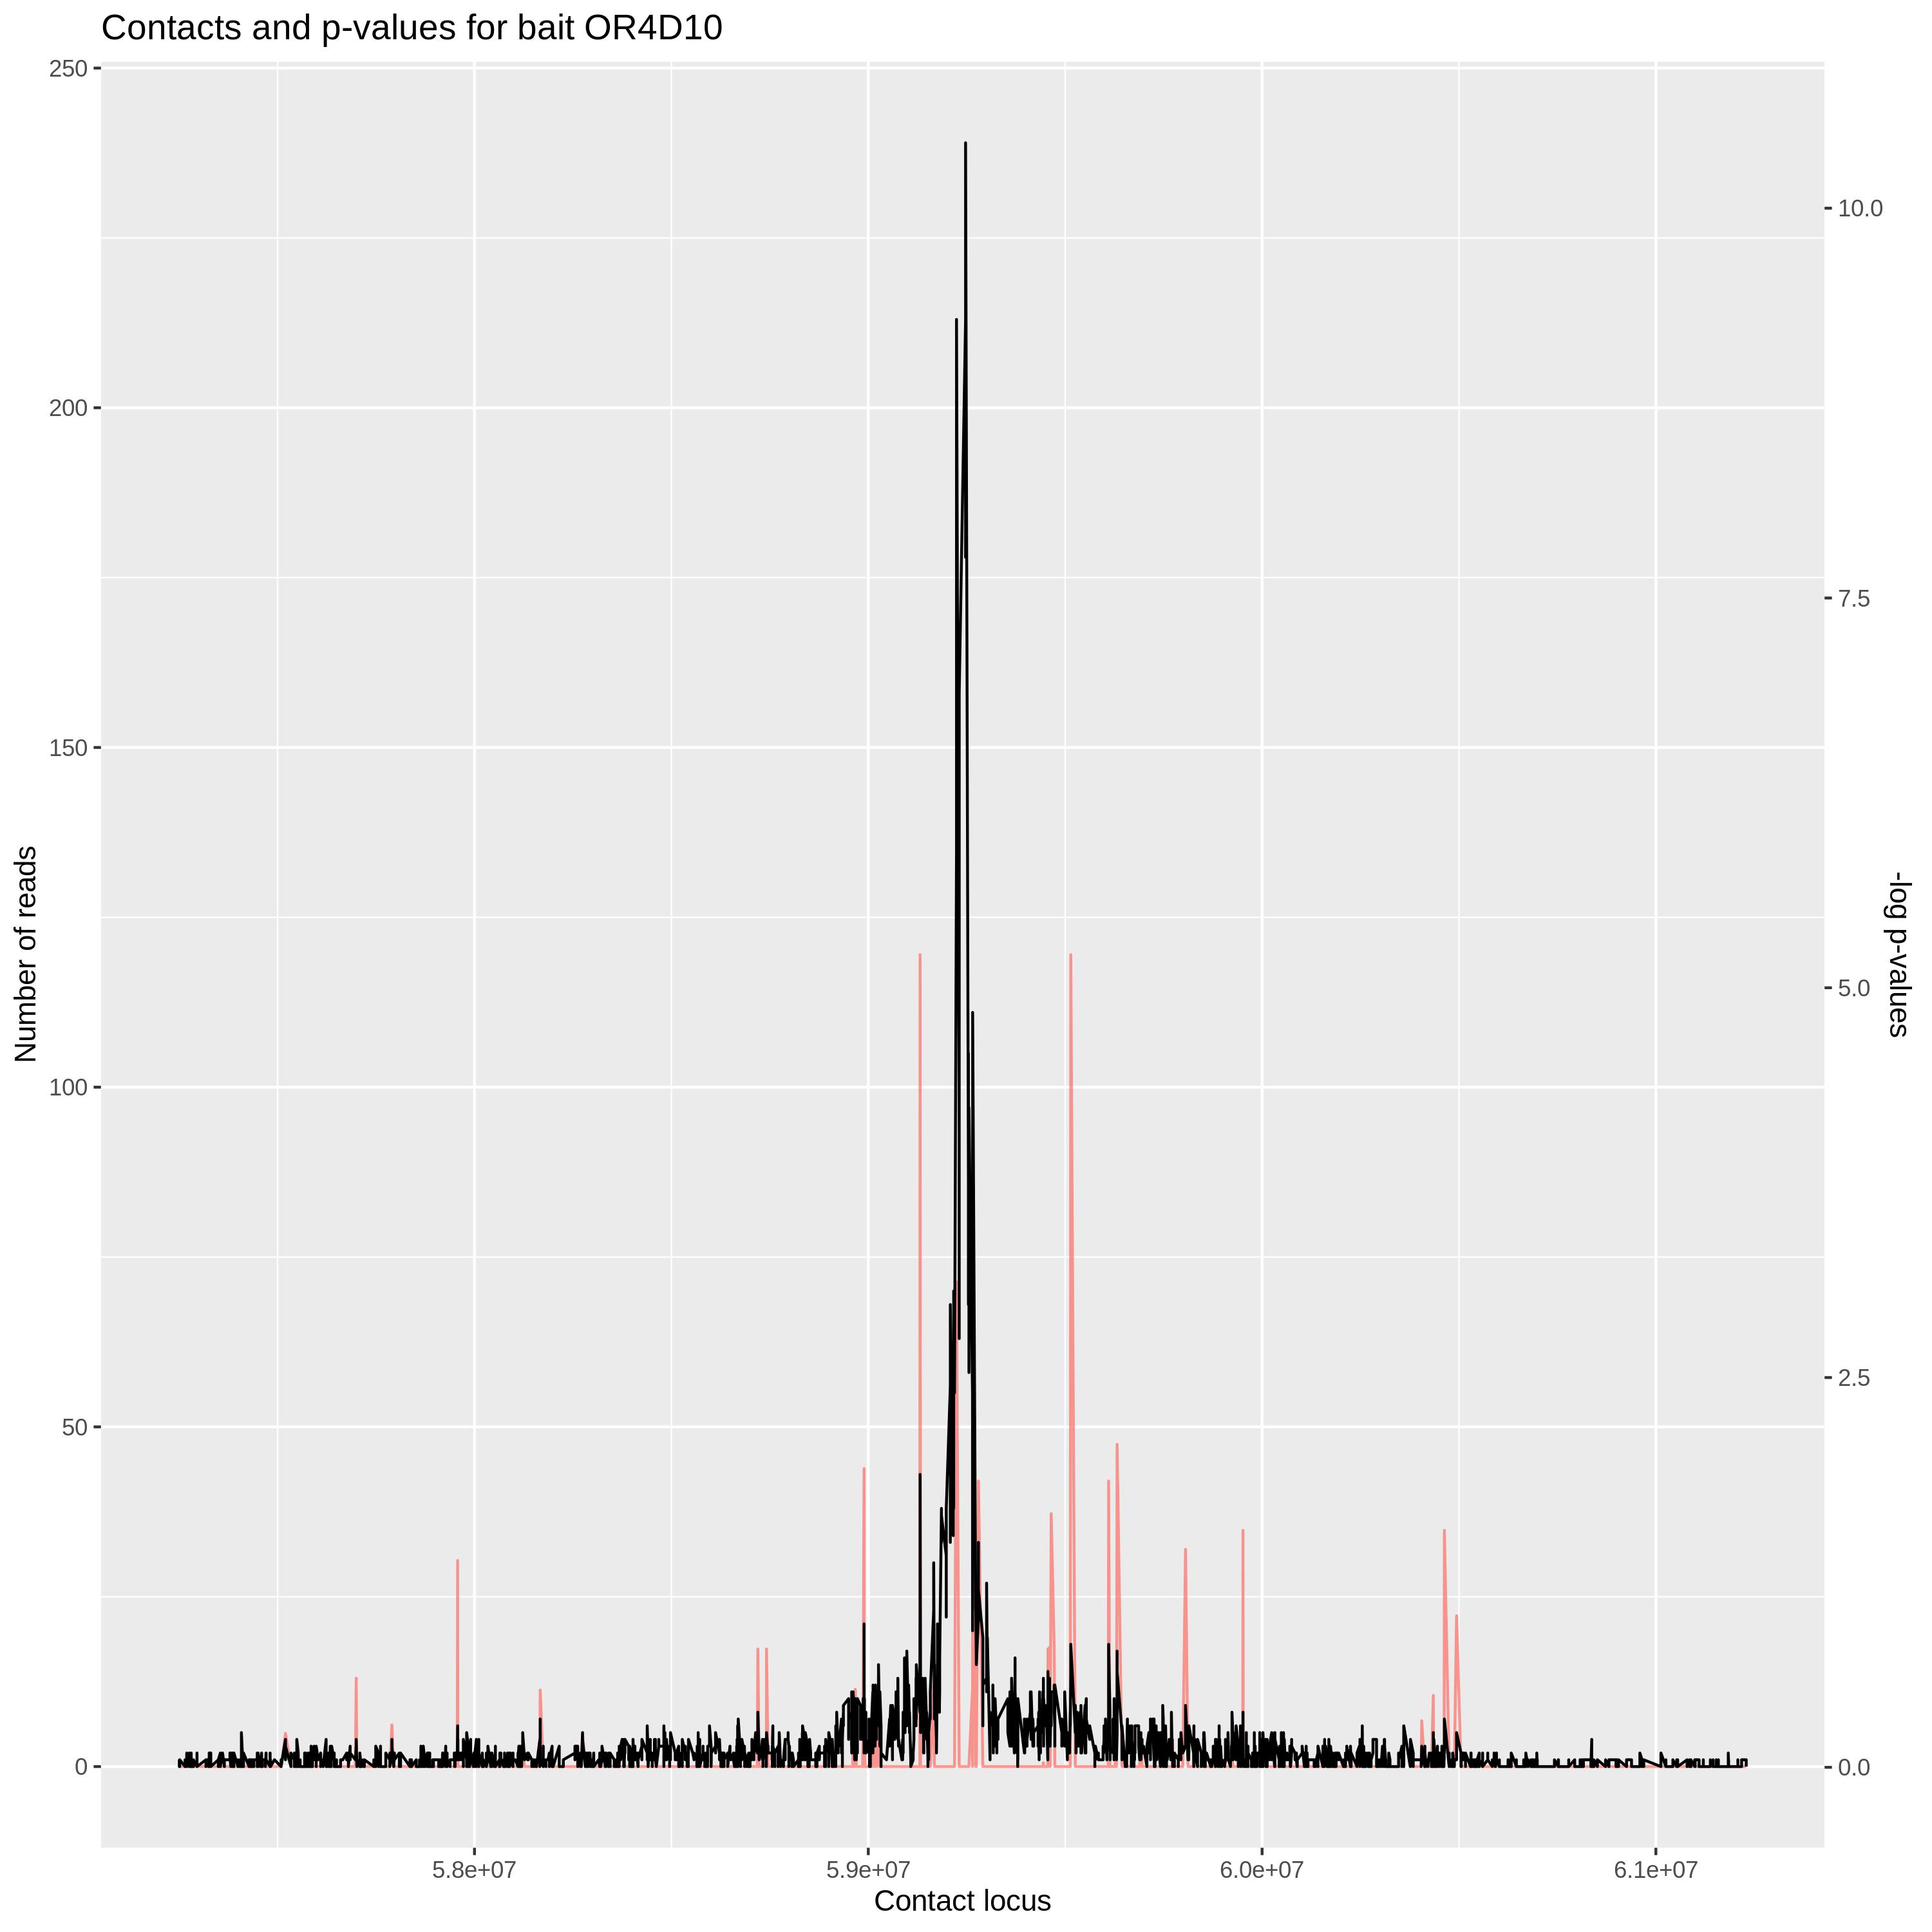 Contacts and p-values for bait OR4D10
250
200
150
100
50
0
Number of reads
10.0
7.5
5.0
2.5
0.0
-log p-values
5.8e+07
5.9e+07
6.0e+07
6.1e+07
Contact locus